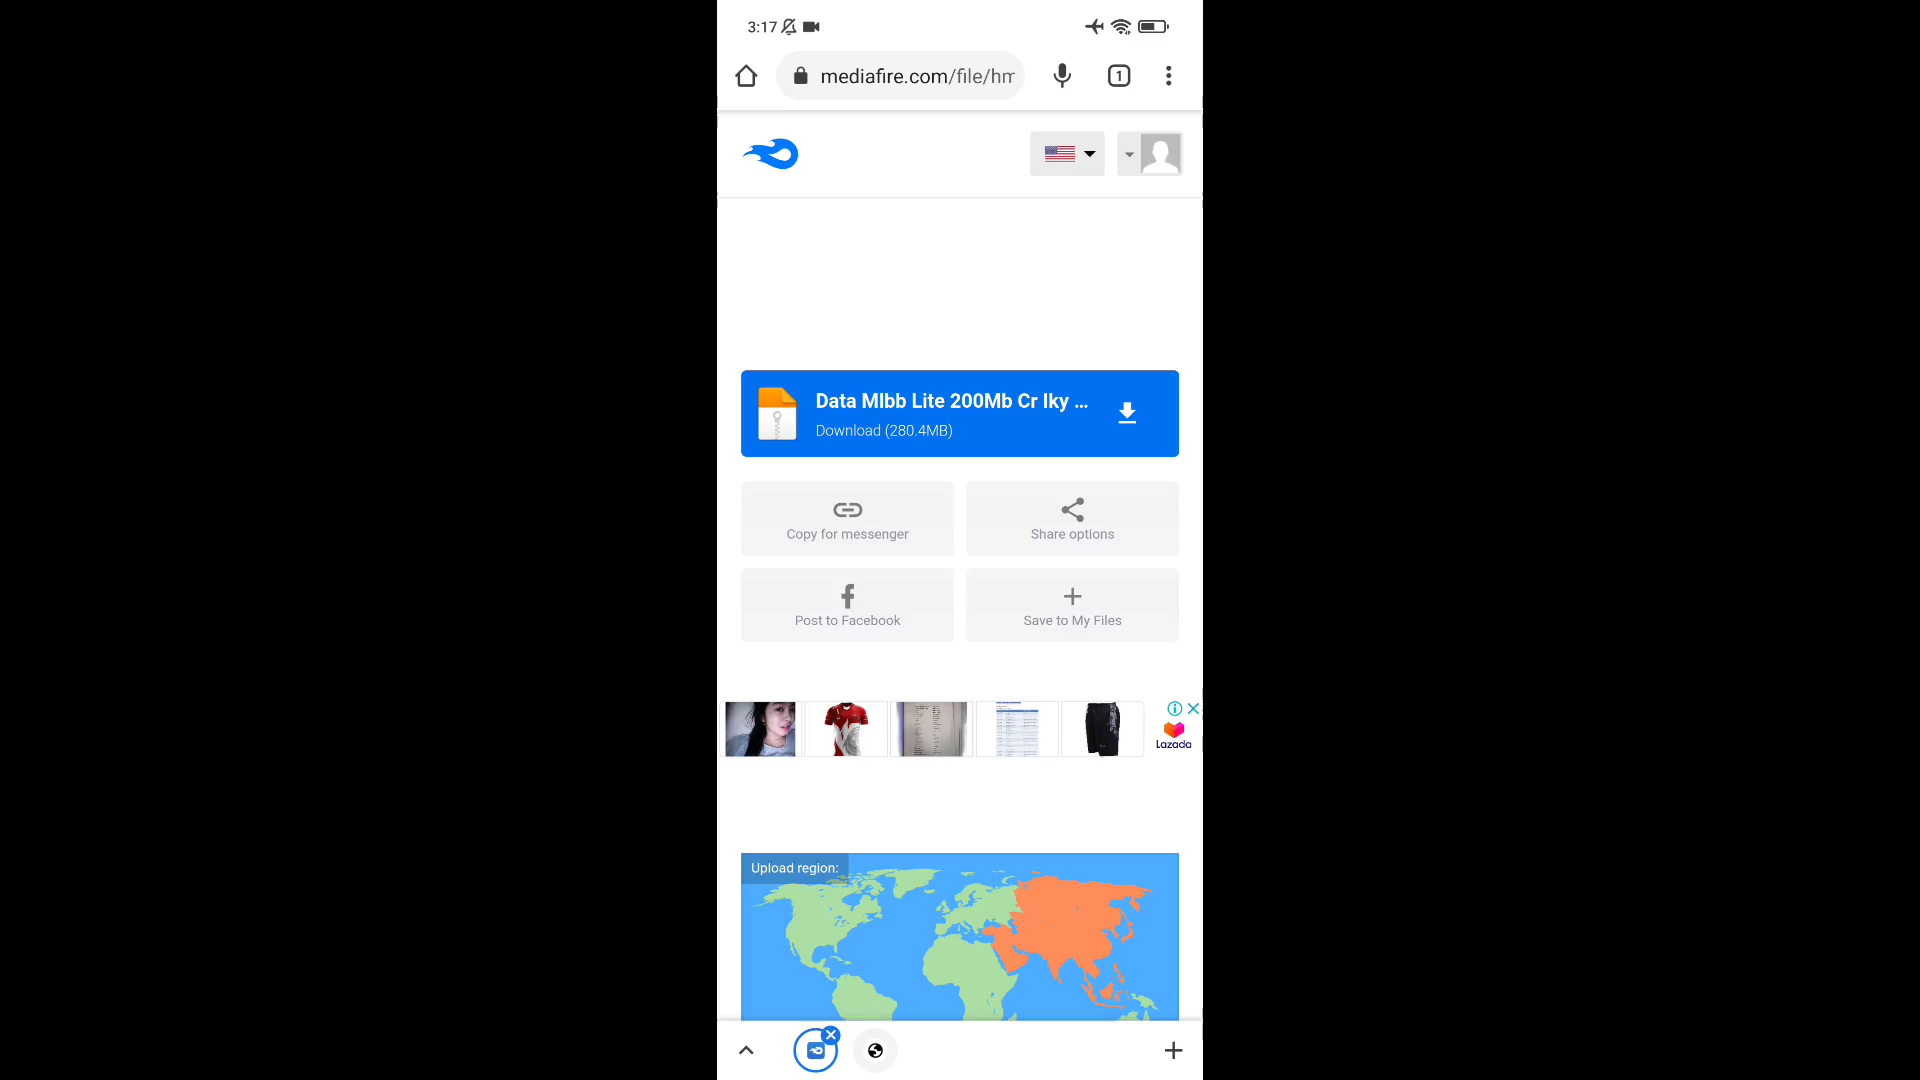 3:17
mediafire.com/file/hm
1
Data Mlbb Lite 200Mb Cr Iky ...
Download (280.4MB)
Copy for messenger
Share options
Post to Facebook
Save to My Files
Lazada
Upload region: